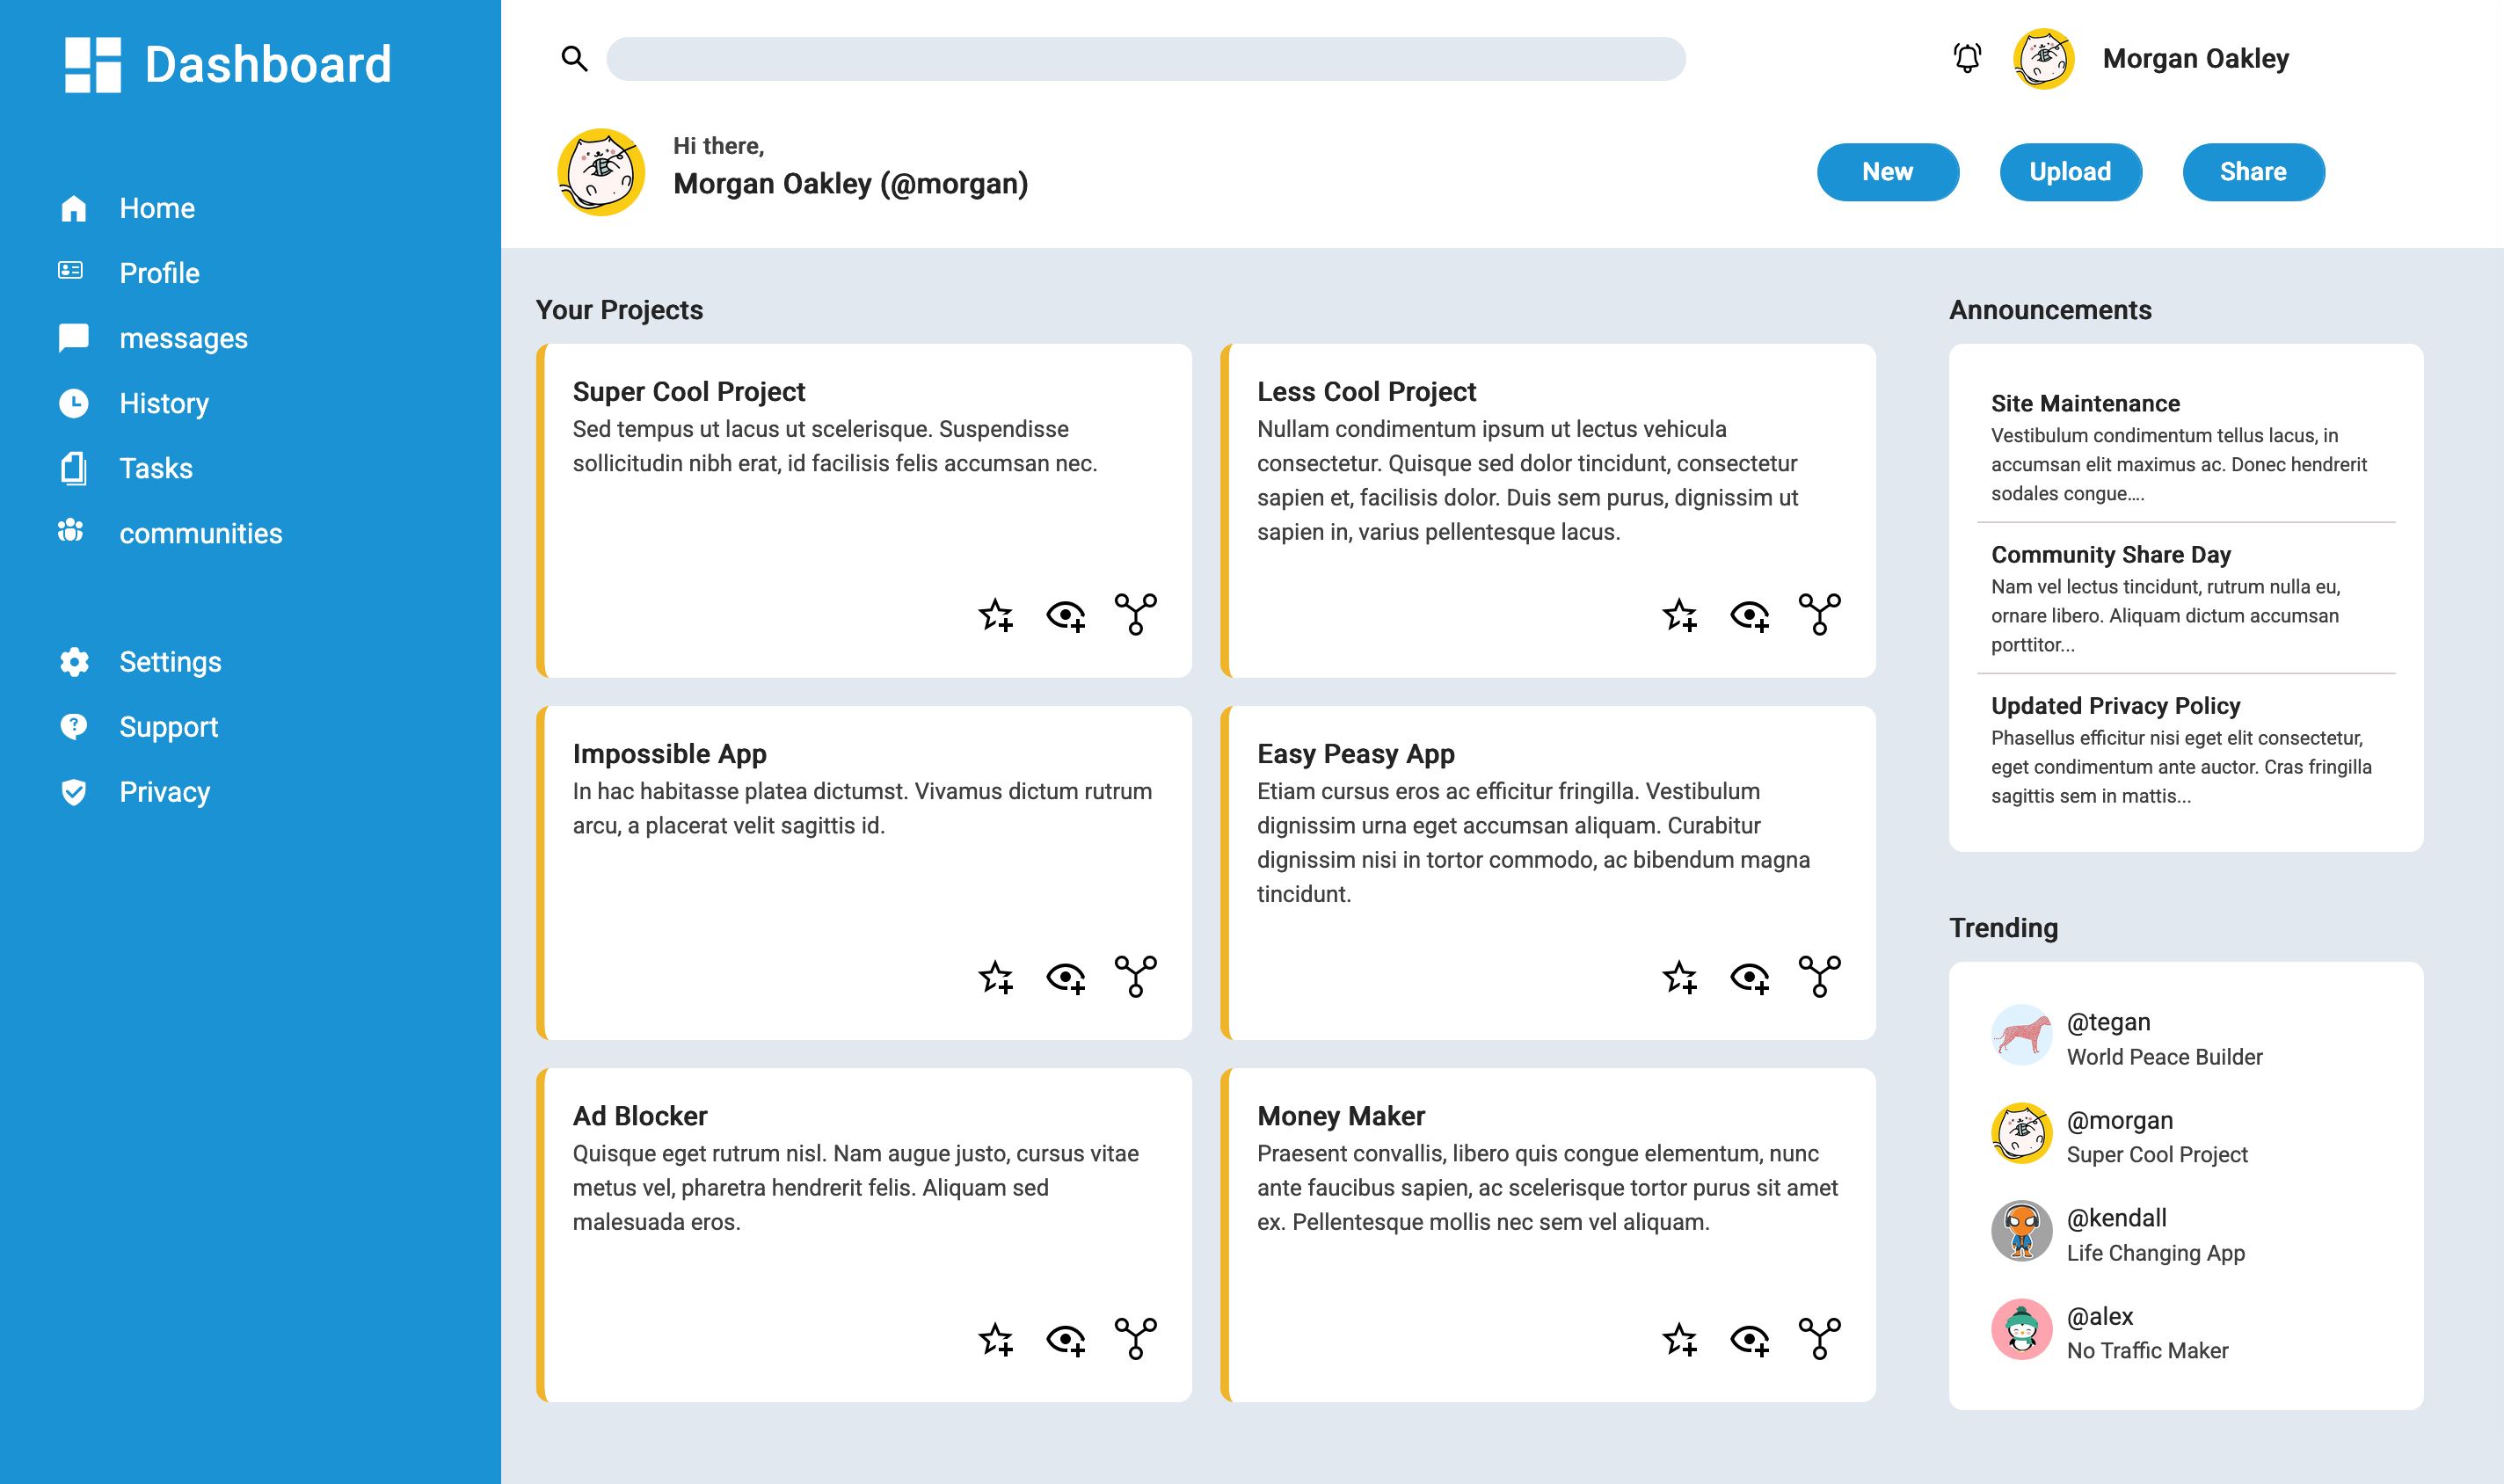 Dashboard
Home
Profile
messages
History
Tasks
communities
Settings
Support
Privacy
Morgan Oakley
Hi there,
Morgan Oakley (@morgan)
New
Upload
Share
Your Projects
Super Cool Project
Sed tempus ut lacus ut scelerisque. Suspendisse
sollicitudin nibh erat, id facilisis felis accumsan nec.
Less Cool Project
Nullam condimentum ipsum ut lectus vehicula
consectetur. Quisque sed dolor tincidunt, consectetur
sapien et, facilisis dolor. Duis sem purus, dignissim ut
sapien in, varius pellentesque lacus.
Impossible App
In hac habitasse platea dictumst. Vivamus dictum rutrum
arcu, a placerat velit sagittis id.
Easy Peasy App
Etiam cursus eros ac efficitur fringilla. Vestibulum
dignissim urna eget accumsan aliquam. Curabitur
dignissim nisi in tortor commodo, ac bibendum magna
tincidunt.
Ad Blocker
Quisque eget rutrum nisl. Nam augue justo, cursus vitae
metus vel, pharetra hendrerit felis. Aliquam sed
malesuada eros.
Money Maker
Praesent convallis, libero quis congue elementum, nunc
ante faucibus sapien, ac scelerisque tortor purus sit amet
ex. Pellentesque mollis nec sem vel aliquam.
Announcements
Site Maintenance
Vestibulum condimentum tellus lacus, in
accumsan elit maximus ac. Donec hendrerit
sodales congue....
Community Share Day
Nam vel lectus tincidunt, rutrum nulla eu,
ornare libero. Aliquam dictum accumsan
porttitor...
Updated Privacy Policy
Phasellus efficitur nisi eget elit consectetur,
eget condimentum ante auctor. Cras fringilla
sagittis sem in mattis...
Trending
@tegan
World Peace Builder
@morgan
Super Cool Project
@kendall
Life Changing App
@alex
No Traffic Maker